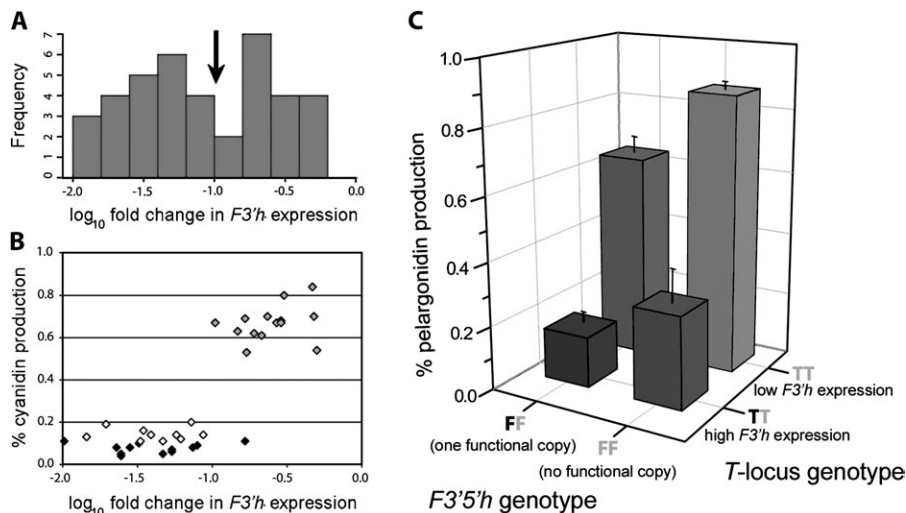 A
Frequency
7
6
5
4
3
2
1
0
-2.0 -1.5 -1.0 -0.5 0.0
log10 fold change in F3'h expression
B
% cyanidin production
1.0
0.8
0.6
0.4
0.2
0.0
-2.0 -1.5 -1.0 -0.5 0.0
log10 fold change in F3'h expression
C
% pelargonidin production
1.0
0.8
0.6
0.4
0.2
0.0
FF
(one functional copy)
FF
(no functional copy)
F3'5'h genotype
TT
low F3'h expression
TT
high F3'h expression
T-locus genotype